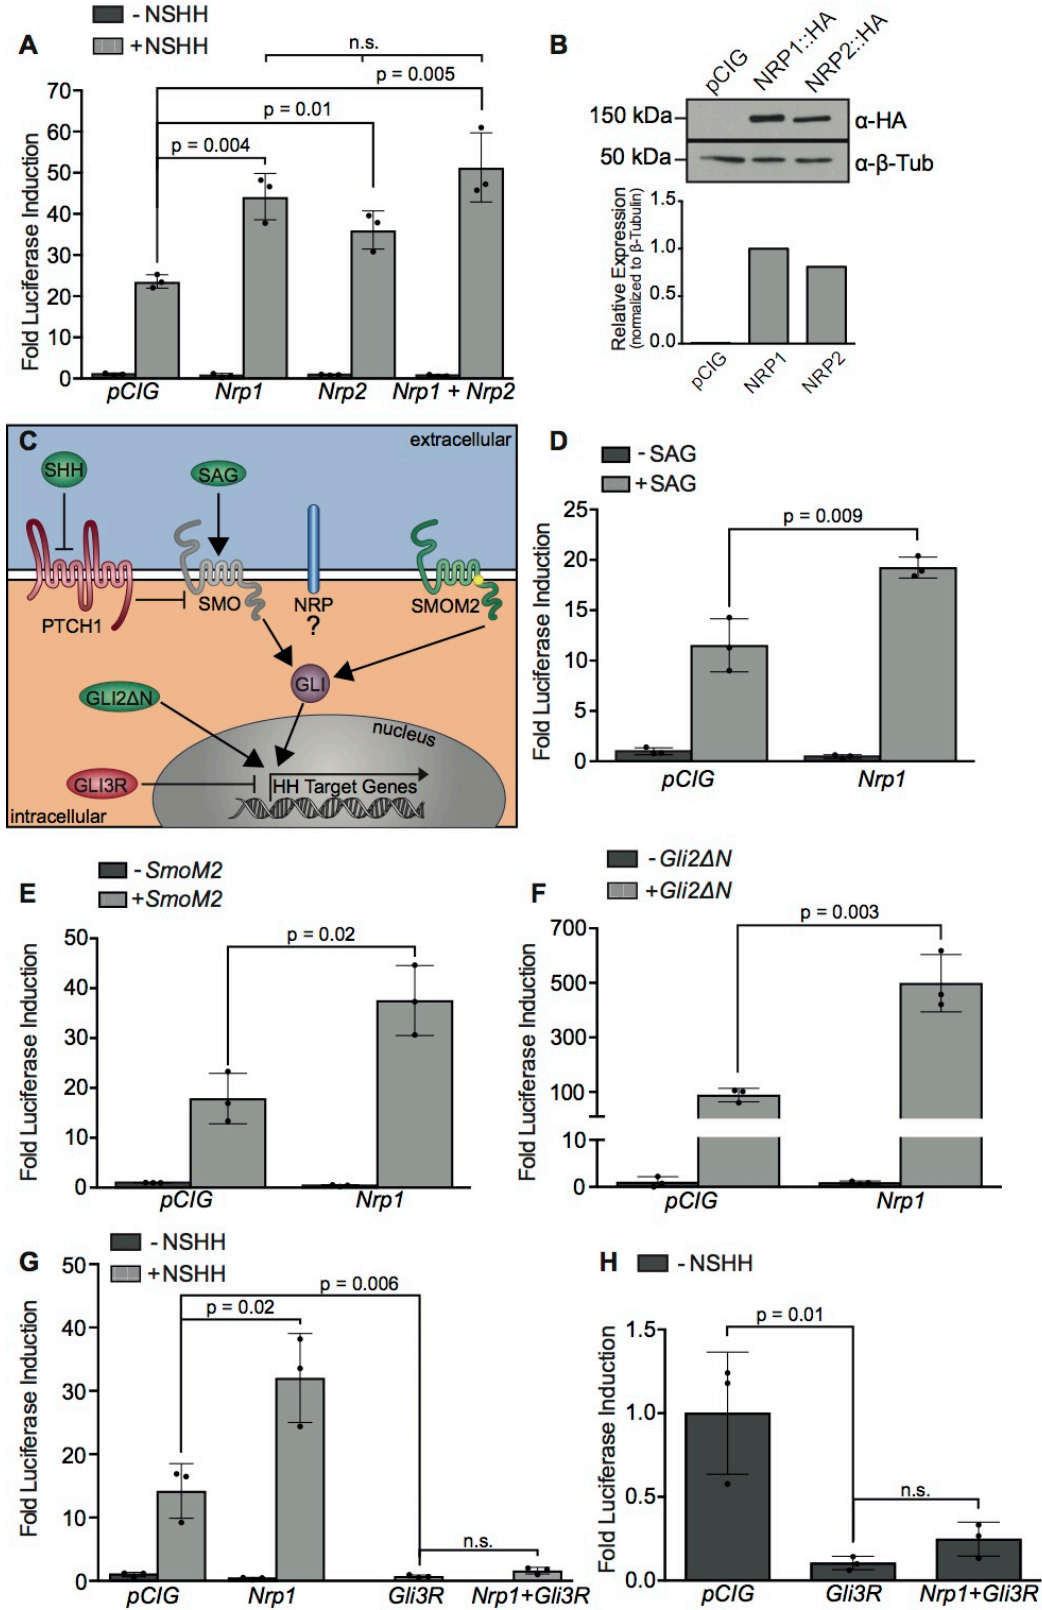 A
- NSHH
+NSHH
n.s.
p = 0.005
p = 0.01
p = 0.004
Fold Luciferase Induction
70
60
50
40
30
20
10
0
pCIG
Nrp1
Nrp2
Nrp1 + Nrp2
B
pCIG
NRP1::HA
NRP2::HA
150 kDa
α-HA
50 kDa
α-β-Tub
Relative Expression
(normalized to β-Tubulin)
1.5
1.0
0.5
0.0
pCIG
NRP1
NRP2
C
extracellular
SHH
SAG
PTCH1
SMO
NRP
?
SMOM2
GLI
GLI2ΔN
nucleus
GLI3R
HH Target Genes
intracellular
D
- SAG
+ SAG
p = 0.009
Fold Luciferase Induction
25
20
15
10
5
0
pCIG
Nrp1
E
- SmoM2
+ SmoM2
p = 0.02
Fold Luciferase Induction
50
40
30
20
10
0
pCIG
Nrp1
F
- Gli2ΔN
+ Gli2ΔN
p = 0.003
Fold Luciferase Induction
700
500
300
100
10
0
pCIG
Nrp1
G
- NSHH
+NSHH
p = 0.006
p = 0.02
n.s.
Fold Luciferase Induction
50
40
30
20
10
0
pCIG
Nrp1
Gli3R
Nrp1+Gli3R
H
- NSHH
p = 0.01
n.s.
Fold Luciferase Induction
1.5
1.0
0.5
0.0
pCIG
Gli3R
Nrp1+Gli3R